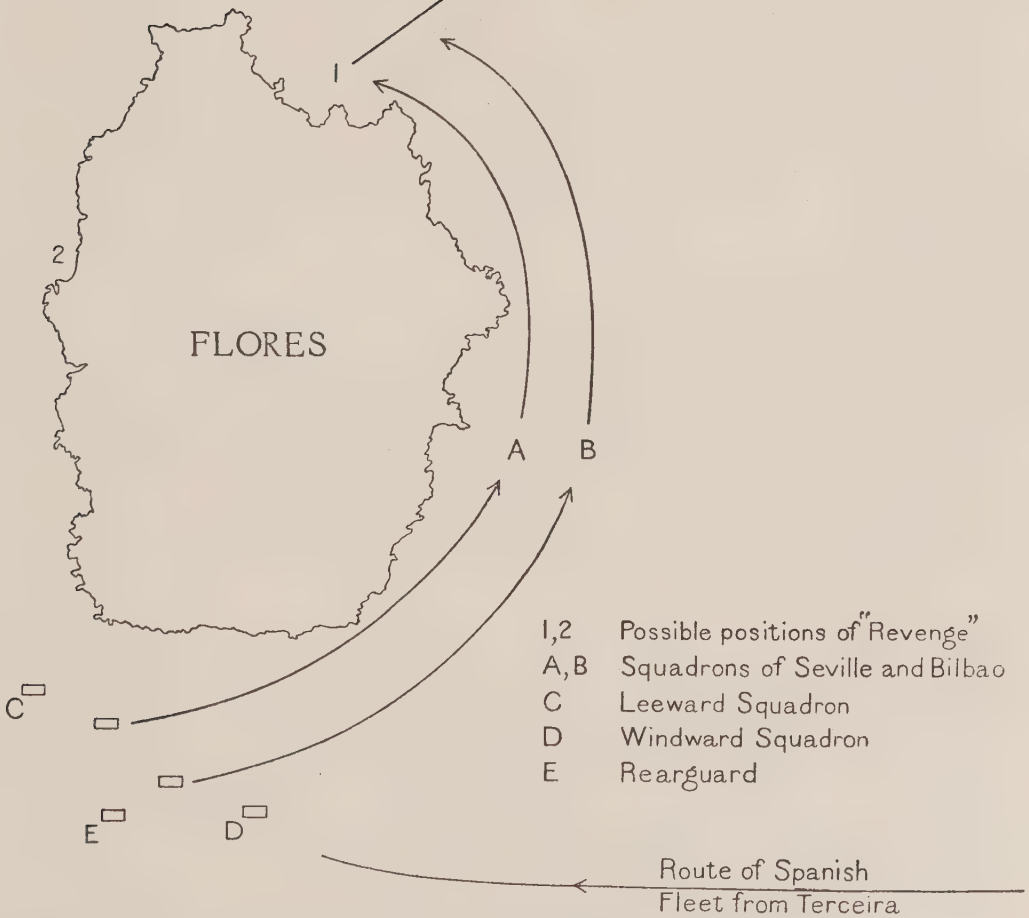 1
2
FLORES
A
B
1,2 Possible positions of "Revenge"
A,B Squadrons of Seville and Bilbao
C Leeward Squadron
D Windward Squadron
E Rearguard
C
E
D
Route of Spanish
Fleet from Terceira